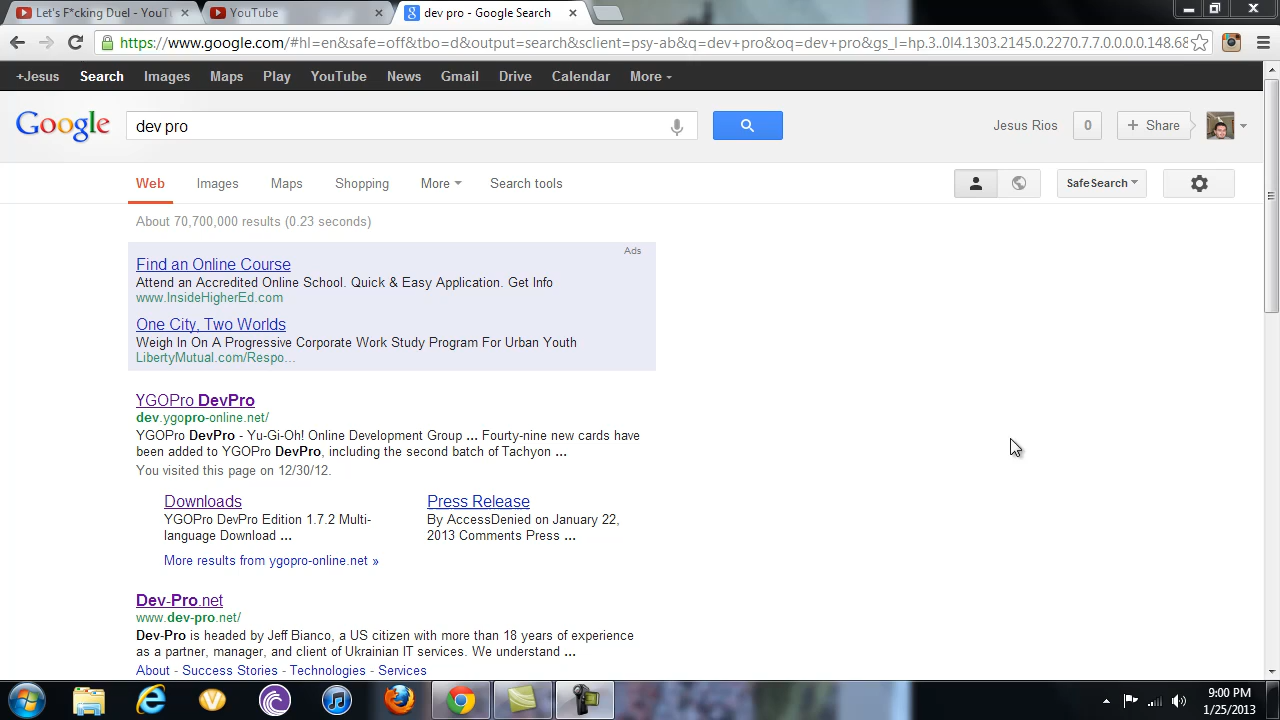 Let's F*cking Duel - YouTu
YouTube
dev pro - Google Search
https://www.google.com/#hl=en&safe=off&tbo=d&output=search&sclient=psy-ab&q=dev+pro&oq=dev+pro&gs_l=hp.3..0l4.1303.2145.0.2270.7.7.0.0.0.0.148.68
+Jesus Search Images Maps Play YouTube News Gmail Drive Calendar More
Google
dev pro
Jesus Rios 0 + Share
Web Images Maps Shopping More Search tools
SafeSearch
About 70,700,000 results (0.23 seconds)
Ads
Find an Online Course
Attend an Accredited Online School. Quick & Easy Application. Get Info
www.InsideHigherEd.com
One City, Two Worlds
Weigh In On A Progressive Corporate Work Study Program For Urban Youth
LibertyMutual.com/Respo...
YGOPro DevPro
dev.ygopro-online.net/
YGOPro DevPro - Yu-Gi-Oh! Online Development Group ... Fourty-nine new cards have
been added to YGOPro DevPro, including the second batch of Tachyon ...
You visited this page on 12/30/12.
Downloads
YGOPro DevPro Edition 1.7.2 Multi-
language Download ...
Press Release
By AccessDenied on January 22,
2013 Comments Press ...
More results from ygopro-online.net »
Dev-Pro.net
www.dev-pro.net/
Dev-Pro is headed by Jeff Bianco, a US citizen with more than 18 years of experience
as a partner, manager, and client of Ukrainian IT services. We understand ...
About - Success Stories - Technologies - Services
9:00 PM
1/25/2013